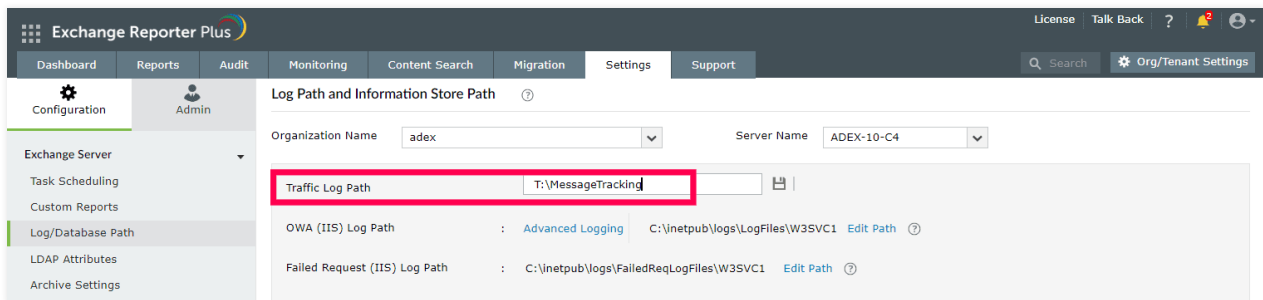 License Talk Back ? 2
Exchange Reporter Plus
Dashboard Reports Audit Monitoring Content Search Migration Settings Support Search Org/Tenant Settings
Configuration Admin
Log Path and Information Store Path ?
Organization Name adex Server Name ADEX-10-C4
Exchange Server
Task Scheduling
Custom Reports
Log/Database Path
LDAP Attributes
Archive Settings
Traffic Log Path T:\MessageTracking
OWA (IIS) Log Path : Advanced Logging C:\inetpub\logs\LogFiles\W3SVC1 Edit Path ?
Failed Request (IIS) Log Path : C:\inetpub\logs\FailedReqLogFiles\W3SVC1 Edit Path ?